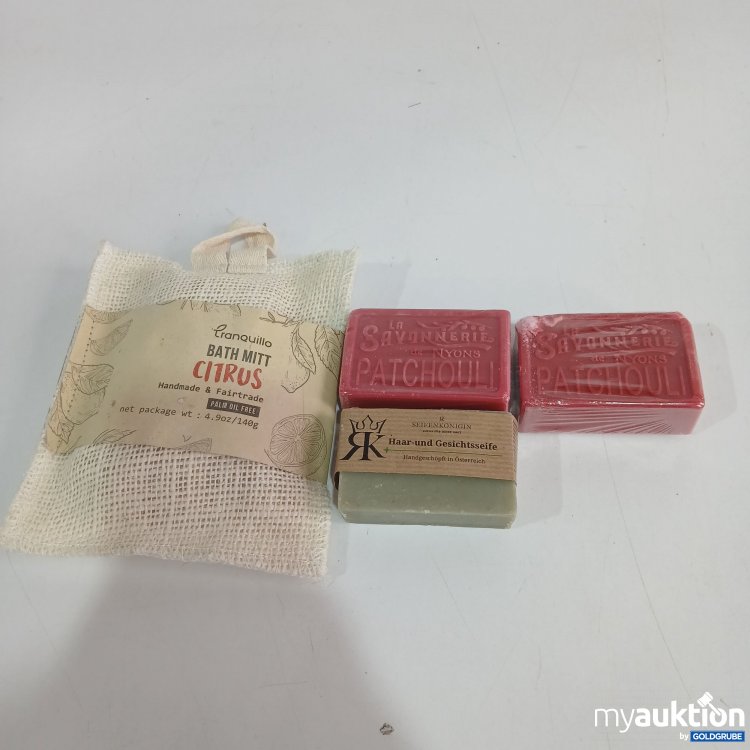 tranquillo
BATH MITT
CITRUS
Handmade & Fairtrade
PALM OIL FREE
net package wt : 4.9oz/140g
LA
SAVONNERIE
de NYONS
PATCHOULI
LA
SAVONNERIE
de NYONS
PATCHOULI
RK
SEIFENKÖNIGIN
Haar-und Gesichtsseife
Handgeschöpft in Österreich
myauktion
by GOLDGRUBE